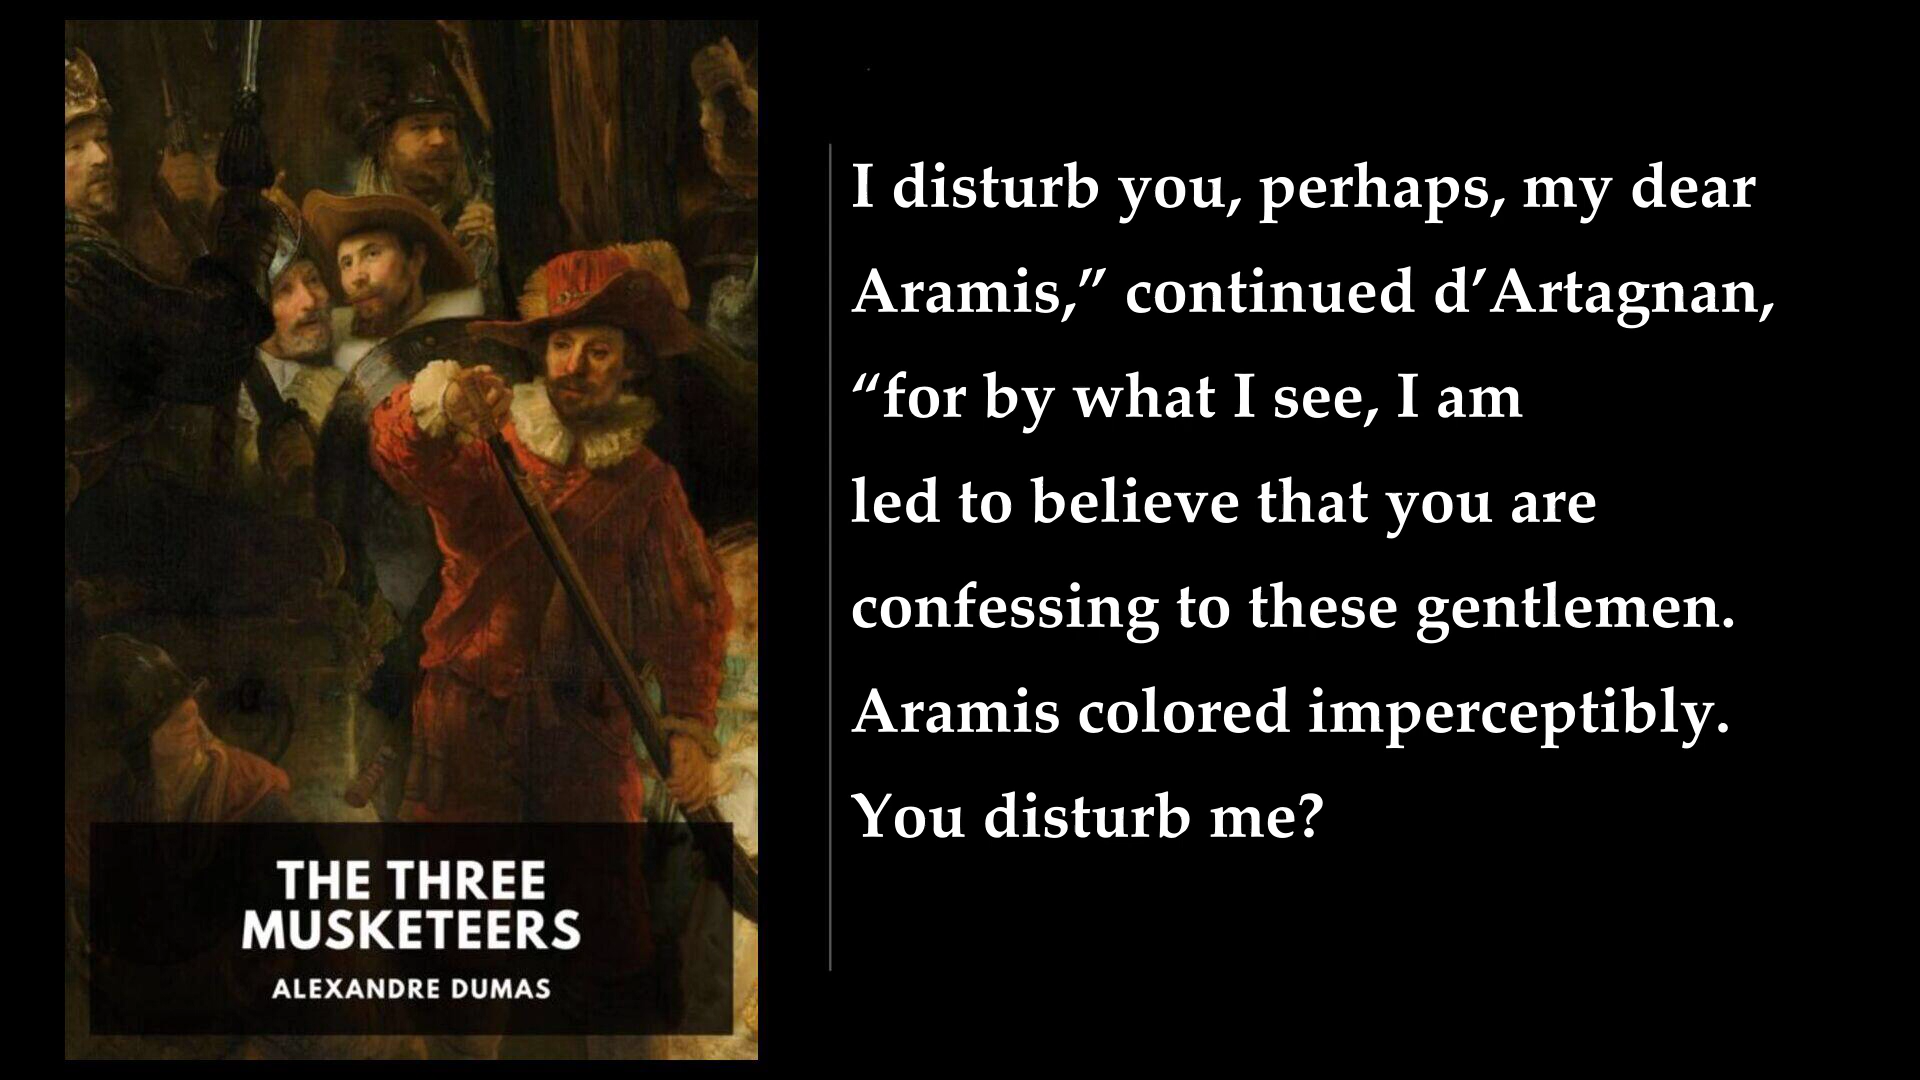 I disturb you, perhaps, my dear
Aramis,” continued d’Artagnan,
“for by what I see, I am
led to believe that you are
confessing to these gentlemen.
Aramis colored imperceptibly.
You disturb me?
THE THREE
MUSKETEERS
ALEXANDRE DUMAS